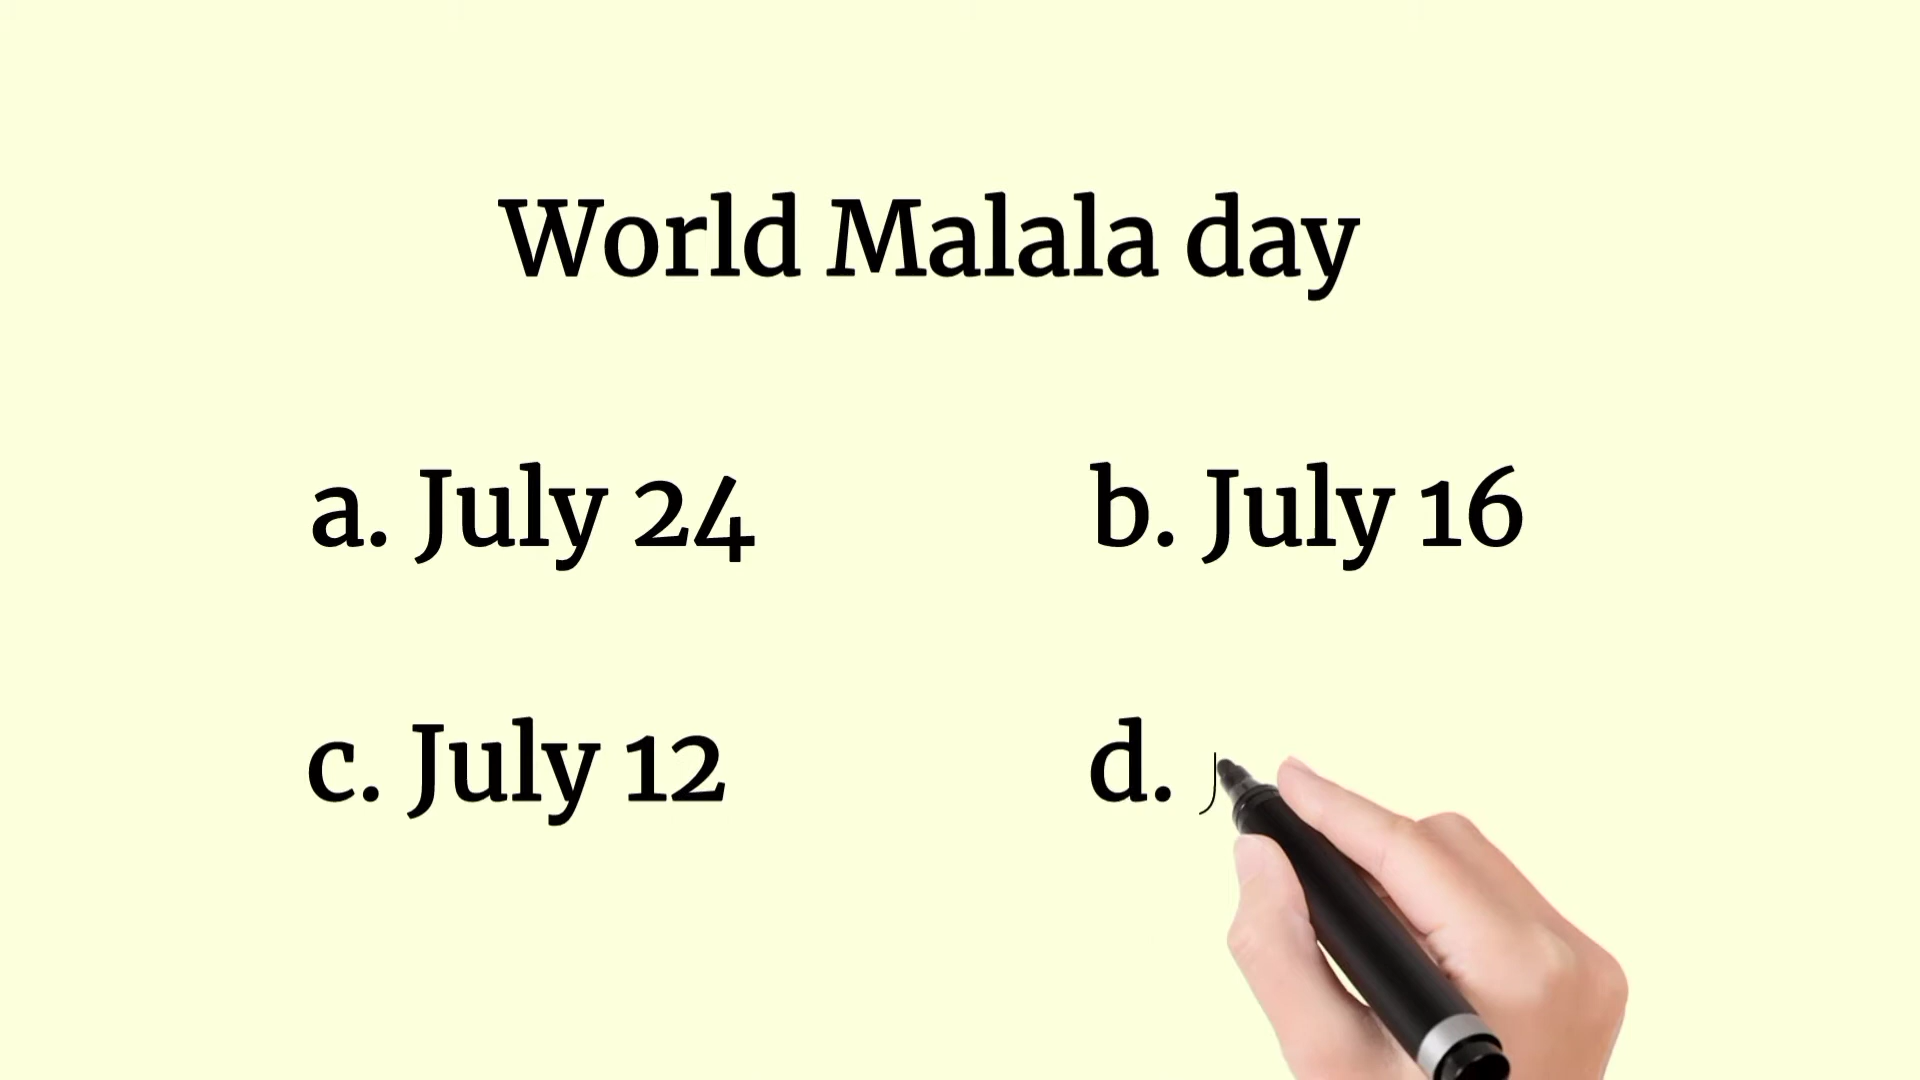 World Malala day
a. July 24
b. July 16
c. July 12
d. J